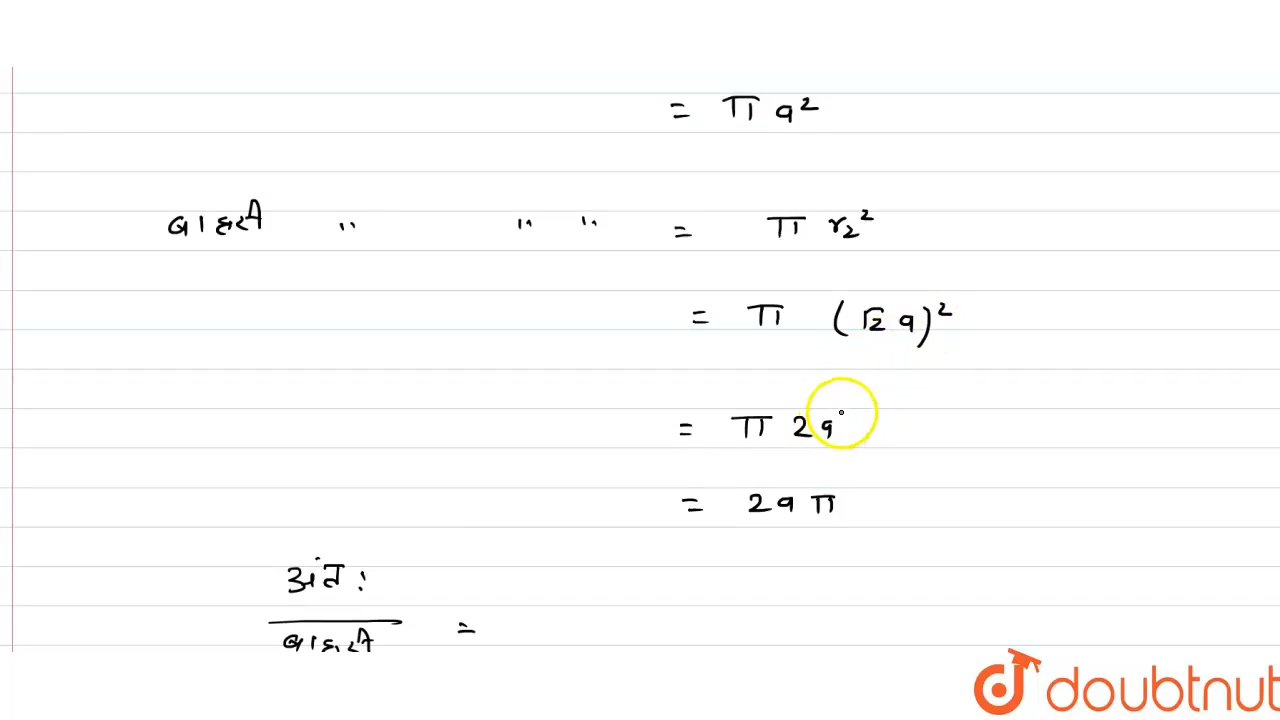 = π a²
बाहरी " " " = π r₂²
= π (√2 a)²
= π 2a
= 2a π
अंत:
बाहरी =
doubtnut